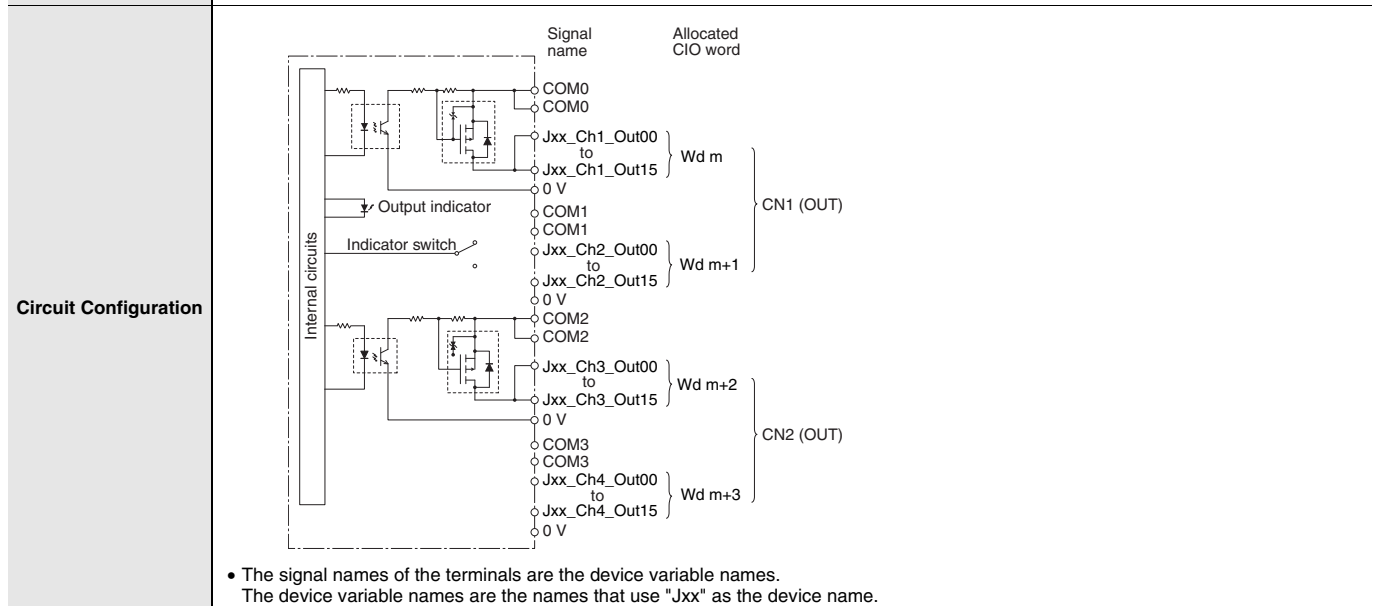 Circuit Configuration
Signal name
Allocated CIO word
Internal circuits
Output indicator
Indicator switch
COM0
COM0
Jxx_Ch1_Out00
to
Jxx_Ch1_Out15
Wd m
0 V
COM1
COM1
Jxx_Ch2_Out00
to
Jxx_Ch2_Out15
Wd m+1
0 V
CN1 (OUT)
COM2
COM2
Jxx_Ch3_Out00
to
Jxx_Ch3_Out15
Wd m+2
0 V
COM3
COM3
Jxx_Ch4_Out00
to
Jxx_Ch4_Out15
Wd m+3
0 V
CN2 (OUT)
• The signal names of the terminals are the device variable names.
The device variable names are the names that use "Jxx" as the device name.